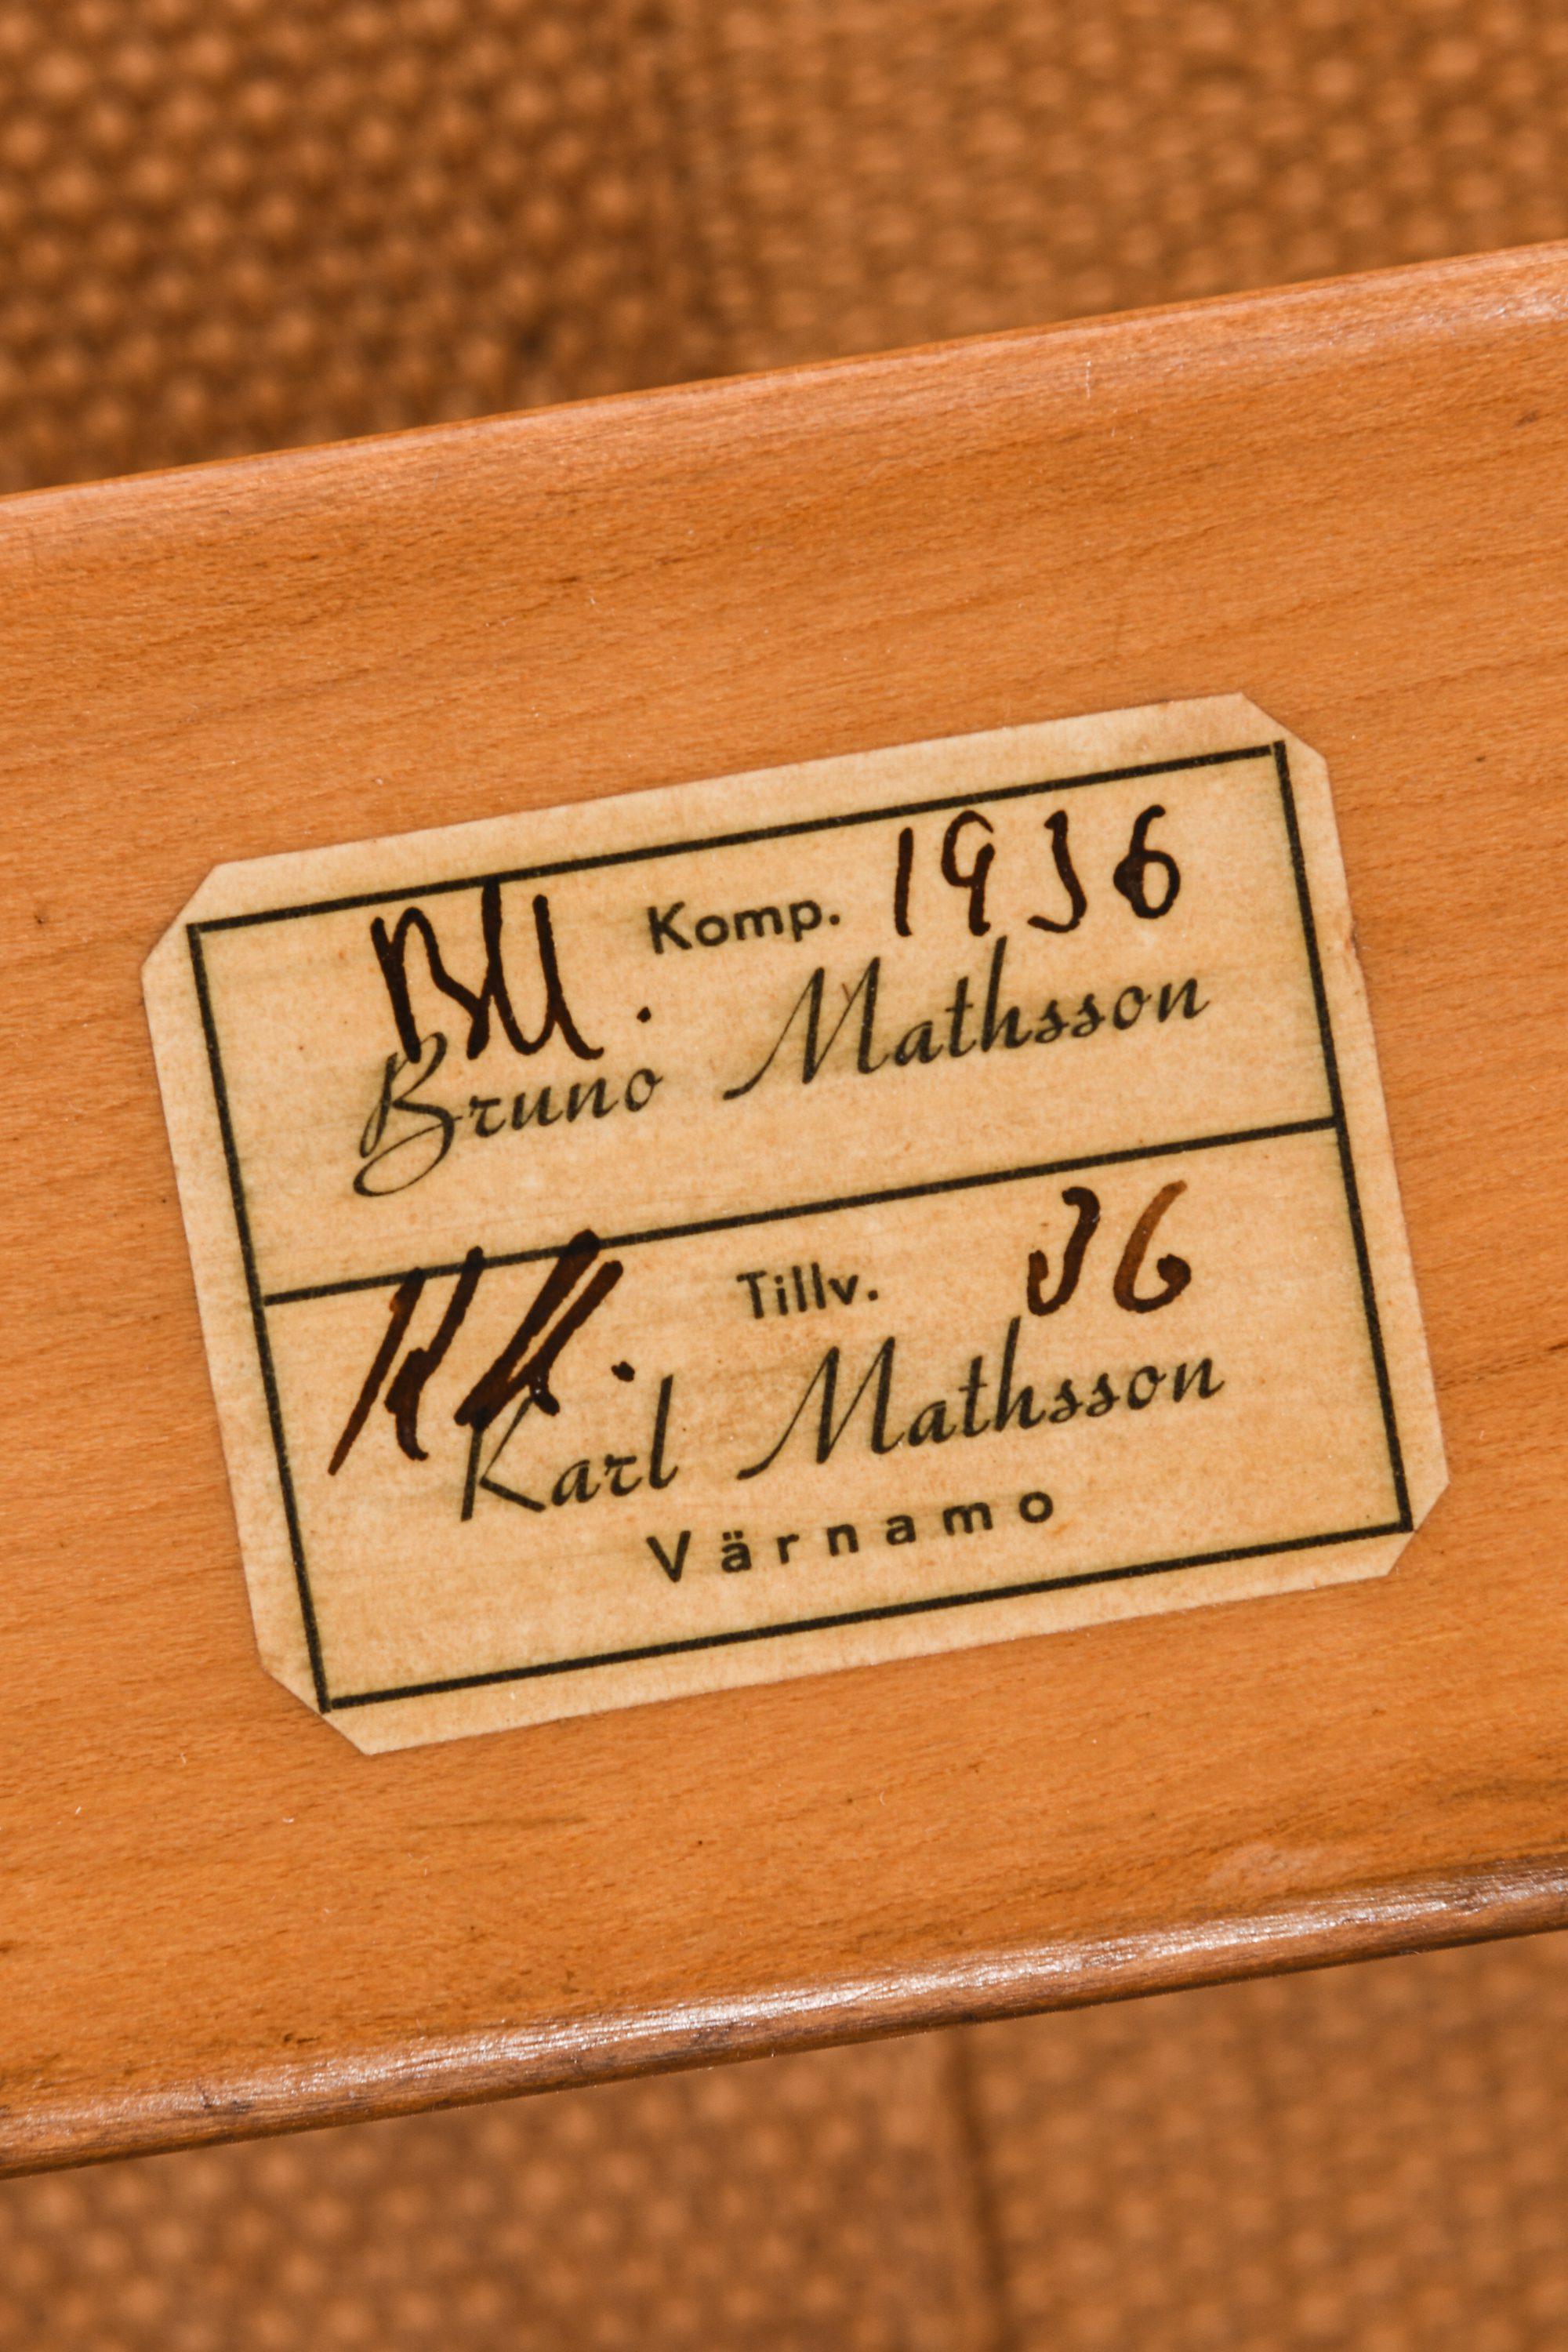 BM. Komp. 1936
Bruno Mathsson
KM. Tillv. 36
Karl Mathsson
Värnamo